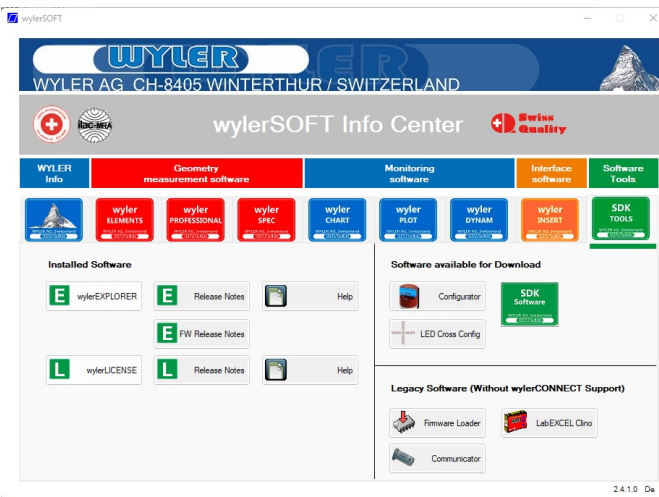 wylerSOFT
WYLER
WYLER AG CH-8405 WINTERTHUR / SWITZERLAND
ilac-MRA
wylerSOFT Info Center
Swiss
Quality
WYLER
Info
Geometry
measurement software
Monitoring
software
Interface
software
Software
Tools
wyler
ELEMENTS
wyler
PROFESSIONAL
wyler
SPEC
wyler
CHART
wyler
PLOT
wyler
DYNAM
wyler
INSERT
SDK
TOOLS
Installed Software
E wylerEXPLORER
E Release Notes
Help
E FW Release Notes
L wylerLICENSE
L Release Notes
Help
Software available for Download
Configurator
SDK
Software
LED Cross Config
Legacy Software (Without wylerCONNECT Support)
Firmware Loader
LabEXCEL Clino
Communicator
2.4.1.0 De